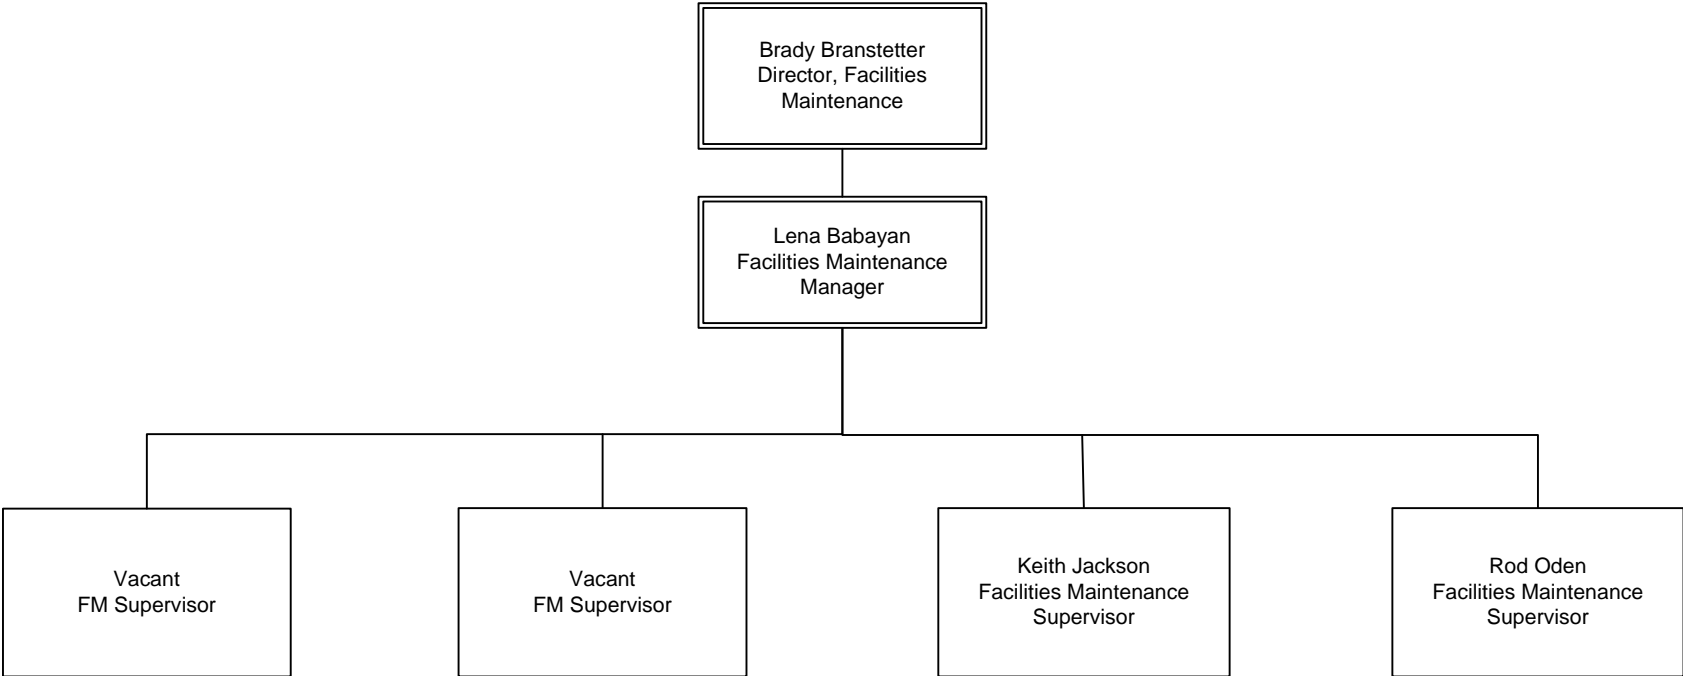 Brady Branstetter
Director, Facilities
Maintenance
Lena Babayan
Facilities Maintenance
Manager
Vacant
FM Supervisor
Vacant
FM Supervisor
Keith Jackson
Facilities Maintenance
Supervisor
Rod Oden
Facilities Maintenance
Supervisor